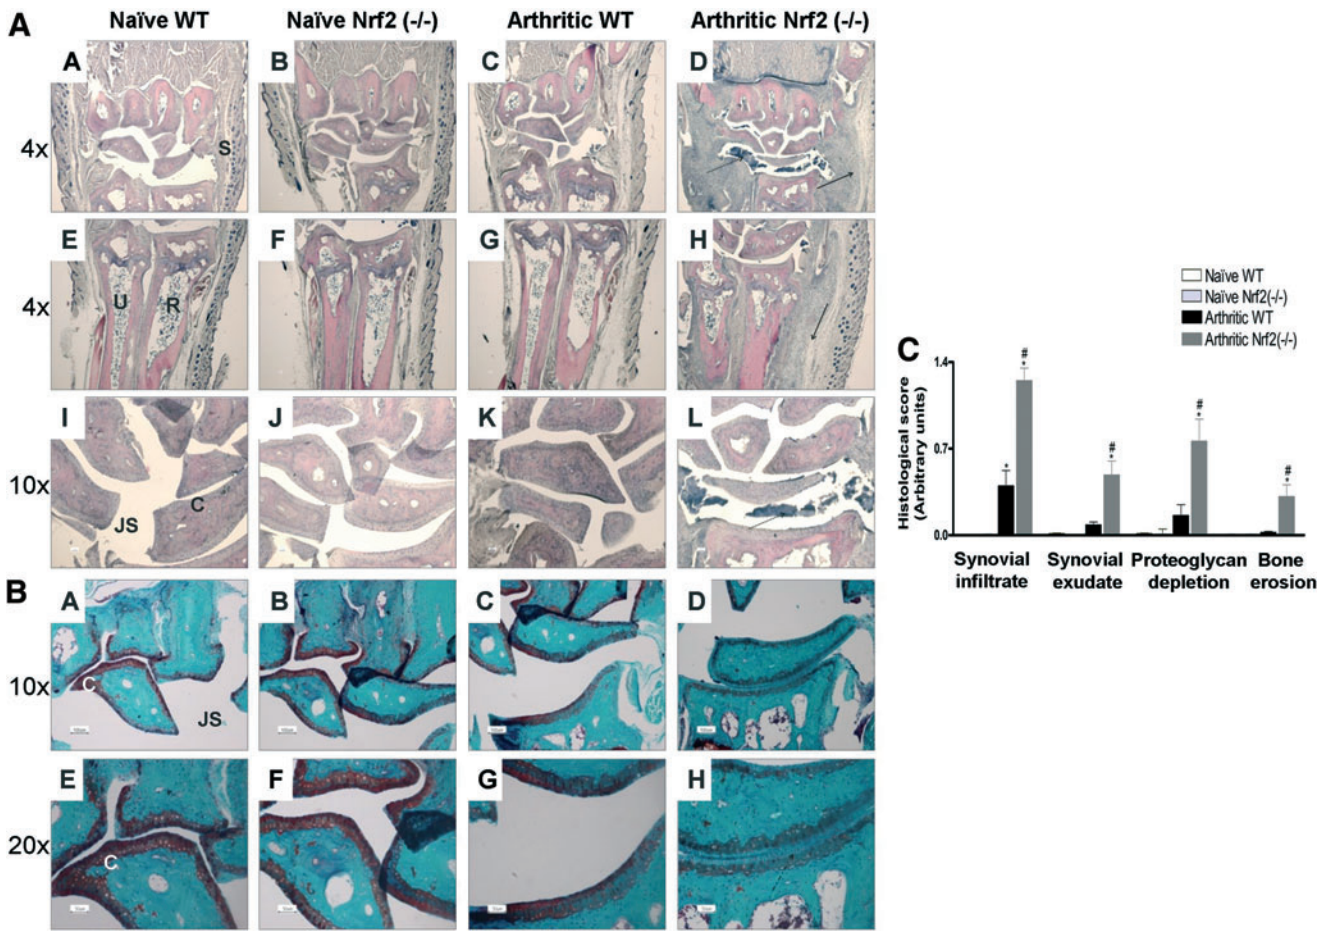 A
Naïve WT
Naïve Nrf2 (-/-)
Arthritic WT
Arthritic Nrf2 (-/-)
4x
A
S
B
C
D
4x
E
U
R
F
G
H
10x
I
JS
C
J
K
L
B
10x
A
C
JS
B
C
D
20x
E
C
F
G
H
C
Naïve WT
Naïve Nrf2(-/-)
Arthritic WT
Arthritic Nrf2(-/-)
Histological score
(Arbitrary units)
1.4
0.7
0.0
*
#
*
#
*
#
*
#
*
Synovial
infiltrate
Synovial
exudate
Proteoglycan
depletion
Bone
erosion